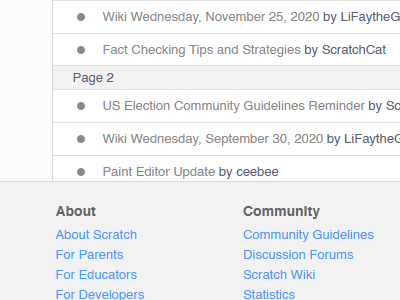 Wiki Wednesday, November 25, 2020 by LiFaytheG
Fact Checking Tips and Strategies by ScratchCat
Page 2
US Election Community Guidelines Reminder by Sc
Wiki Wednesday, September 30, 2020 by LiFaytheG
Paint Editor Update by ceebee
About
Community
About Scratch
Community Guidelines
For Parents
Discussion Forums
For Educators
Scratch Wiki
For Developers
Statistics